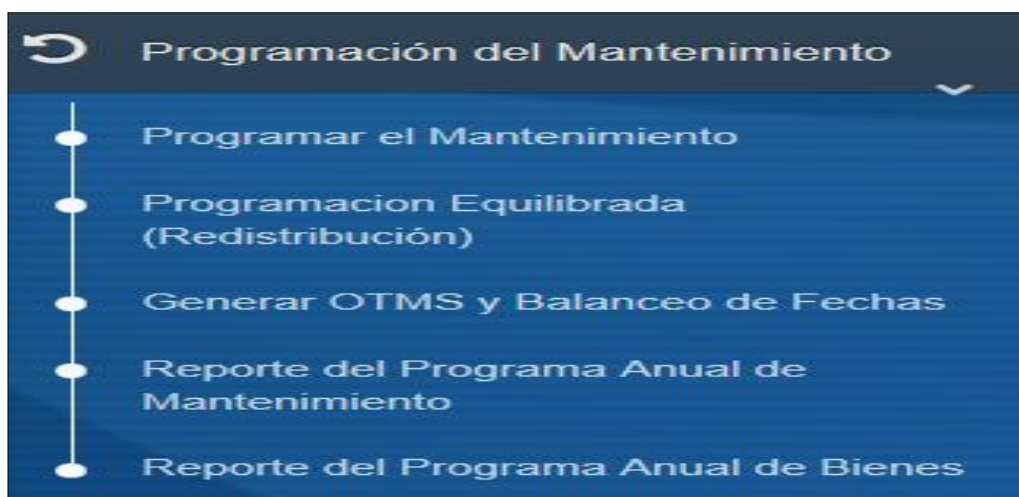 Programación del Mantenimiento
Programar el Mantenimiento
Programacion Equilibrada
(Redistribución)
Generar OTMS y Balanceo de Fechas
Reporte del Programa Anual de
Mantenimiento
Reporte del Programa Anual de Bienes